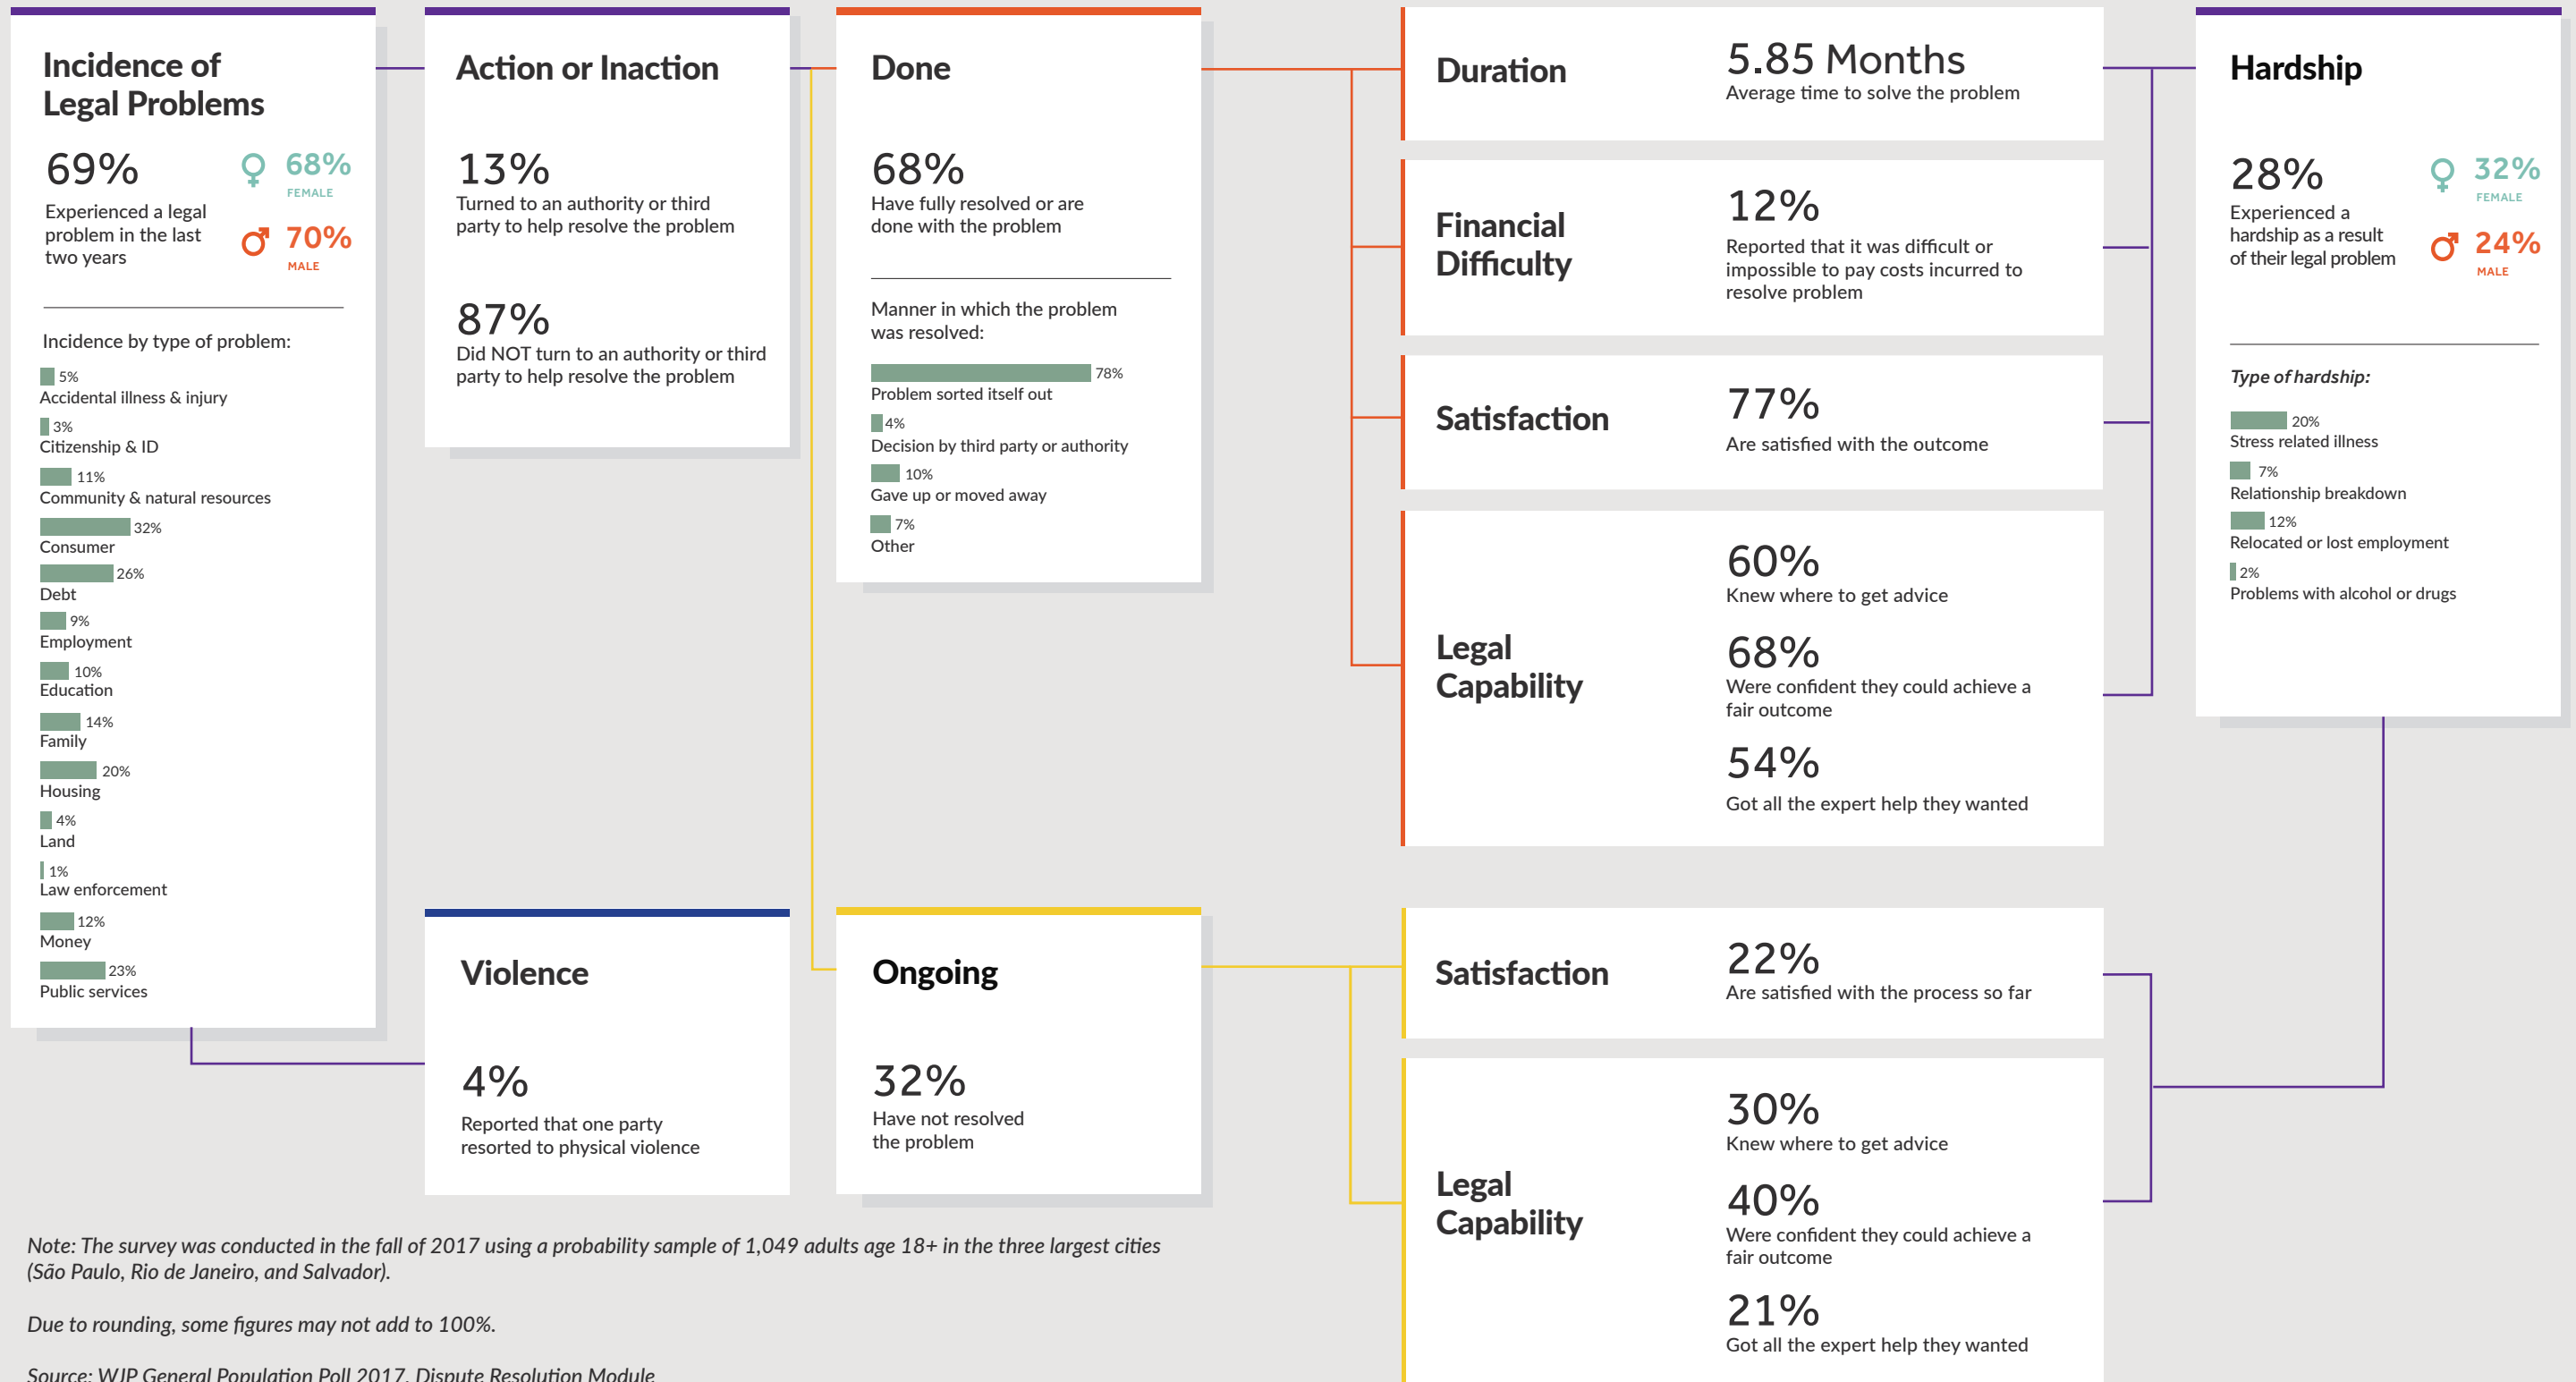 Incidence of
Legal Problems
69%
Experienced a legal
problem in the last
two years
68%
FEMALE
70%
MALE
Incidence by type of problem:
5%
Accidental illness & injury
3%
Citizenship & ID
11%
Community & natural resources
32%
Consumer
26%
Debt
9%
Employment
10%
Education
14%
Family
20%
Housing
4%
Land
1%
Law enforcement
12%
Money
23%
Public services
Action or Inaction
13%
Turned to an authority or third
party to help resolve the problem
87%
Did NOT turn to an authority or third
party to help resolve the problem
Violence
4%
Reported that one party
resorted to physical violence
Done
68%
Have fully resolved or are
done with the problem
Manner in which the problem
was resolved:
78%
Problem sorted itself out
4%
Decision by third party or authority
10%
Gave up or moved away
7%
Other
Ongoing
32%
Have not resolved
the problem
Duration
5.85 Months
Average time to solve the problem
Financial
Difficulty
12%
Reported that it was difficult or
impossible to pay costs incurred to
resolve problem
Satisfaction
77%
Are satisfied with the outcome
Legal
Capability
60%
Knew where to get advice
68%
Were confident they could achieve a
fair outcome
54%
Got all the expert help they wanted
Satisfaction
22%
Are satisfied with the process so far
Legal
Capability
30%
Knew where to get advice
40%
Were confident they could achieve a
fair outcome
21%
Got all the expert help they wanted
Hardship
28%
Experienced a
hardship as a result
of their legal problem
32%
FEMALE
24%
MALE
Type of hardship:
20%
Stress related illness
7%
Relationship breakdown
12%
Relocated or lost employment
2%
Problems with alcohol or drugs
Note: The survey was conducted in the fall of 2017 using a probability sample of 1,049 adults age 18+ in the three largest cities
(São Paulo, Rio de Janeiro, and Salvador).
Due to rounding, some figures may not add to 100%.
Source: WJP General Population Poll 2017, Dispute Resolution Module